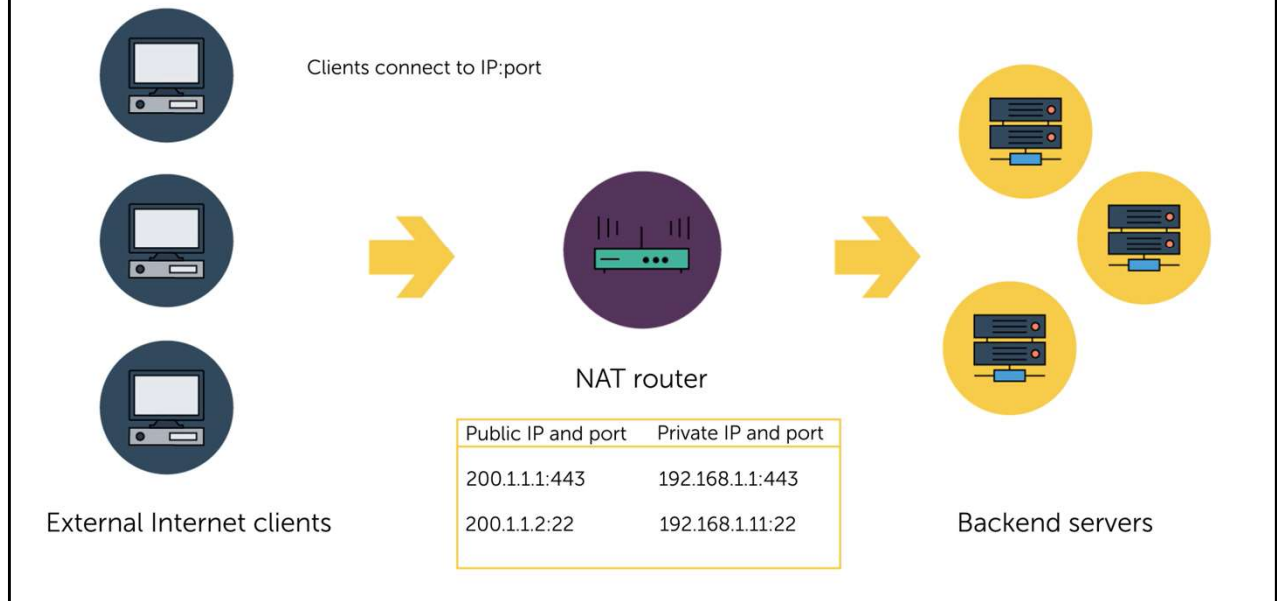 Clients connect to IP:port
NAT router
Public IP and port Private IP and port
200.1.1.1:443 192.168.1.1:443
200.1.1.2:22 192.168.1.11:22
External Internet clients
Backend servers